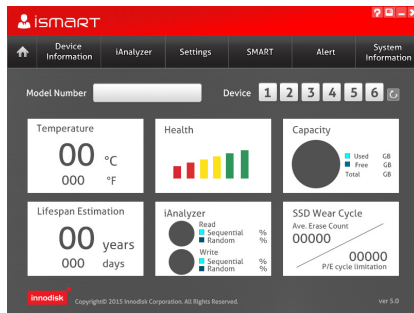 ismart
Device Information
iAnalyzer
Settings
SMART
Alert
System Information
Model Number
Device 1 2 3 4 5 6
Temperature
00 °C
000 °F
Health
Capacity
Used GB
Free GB
Total GB
Lifespan Estimation
00 years
000 days
iAnalyzer
Read
Sequential %
Random %
Write
Sequential %
Random %
SSD Wear Cycle
Ave. Erase Count
00000
00000
P/E cycle limitation
innodisk
Copyright© 2015 Innodisk Corporation. All Rights Reserved.
ver 5.0